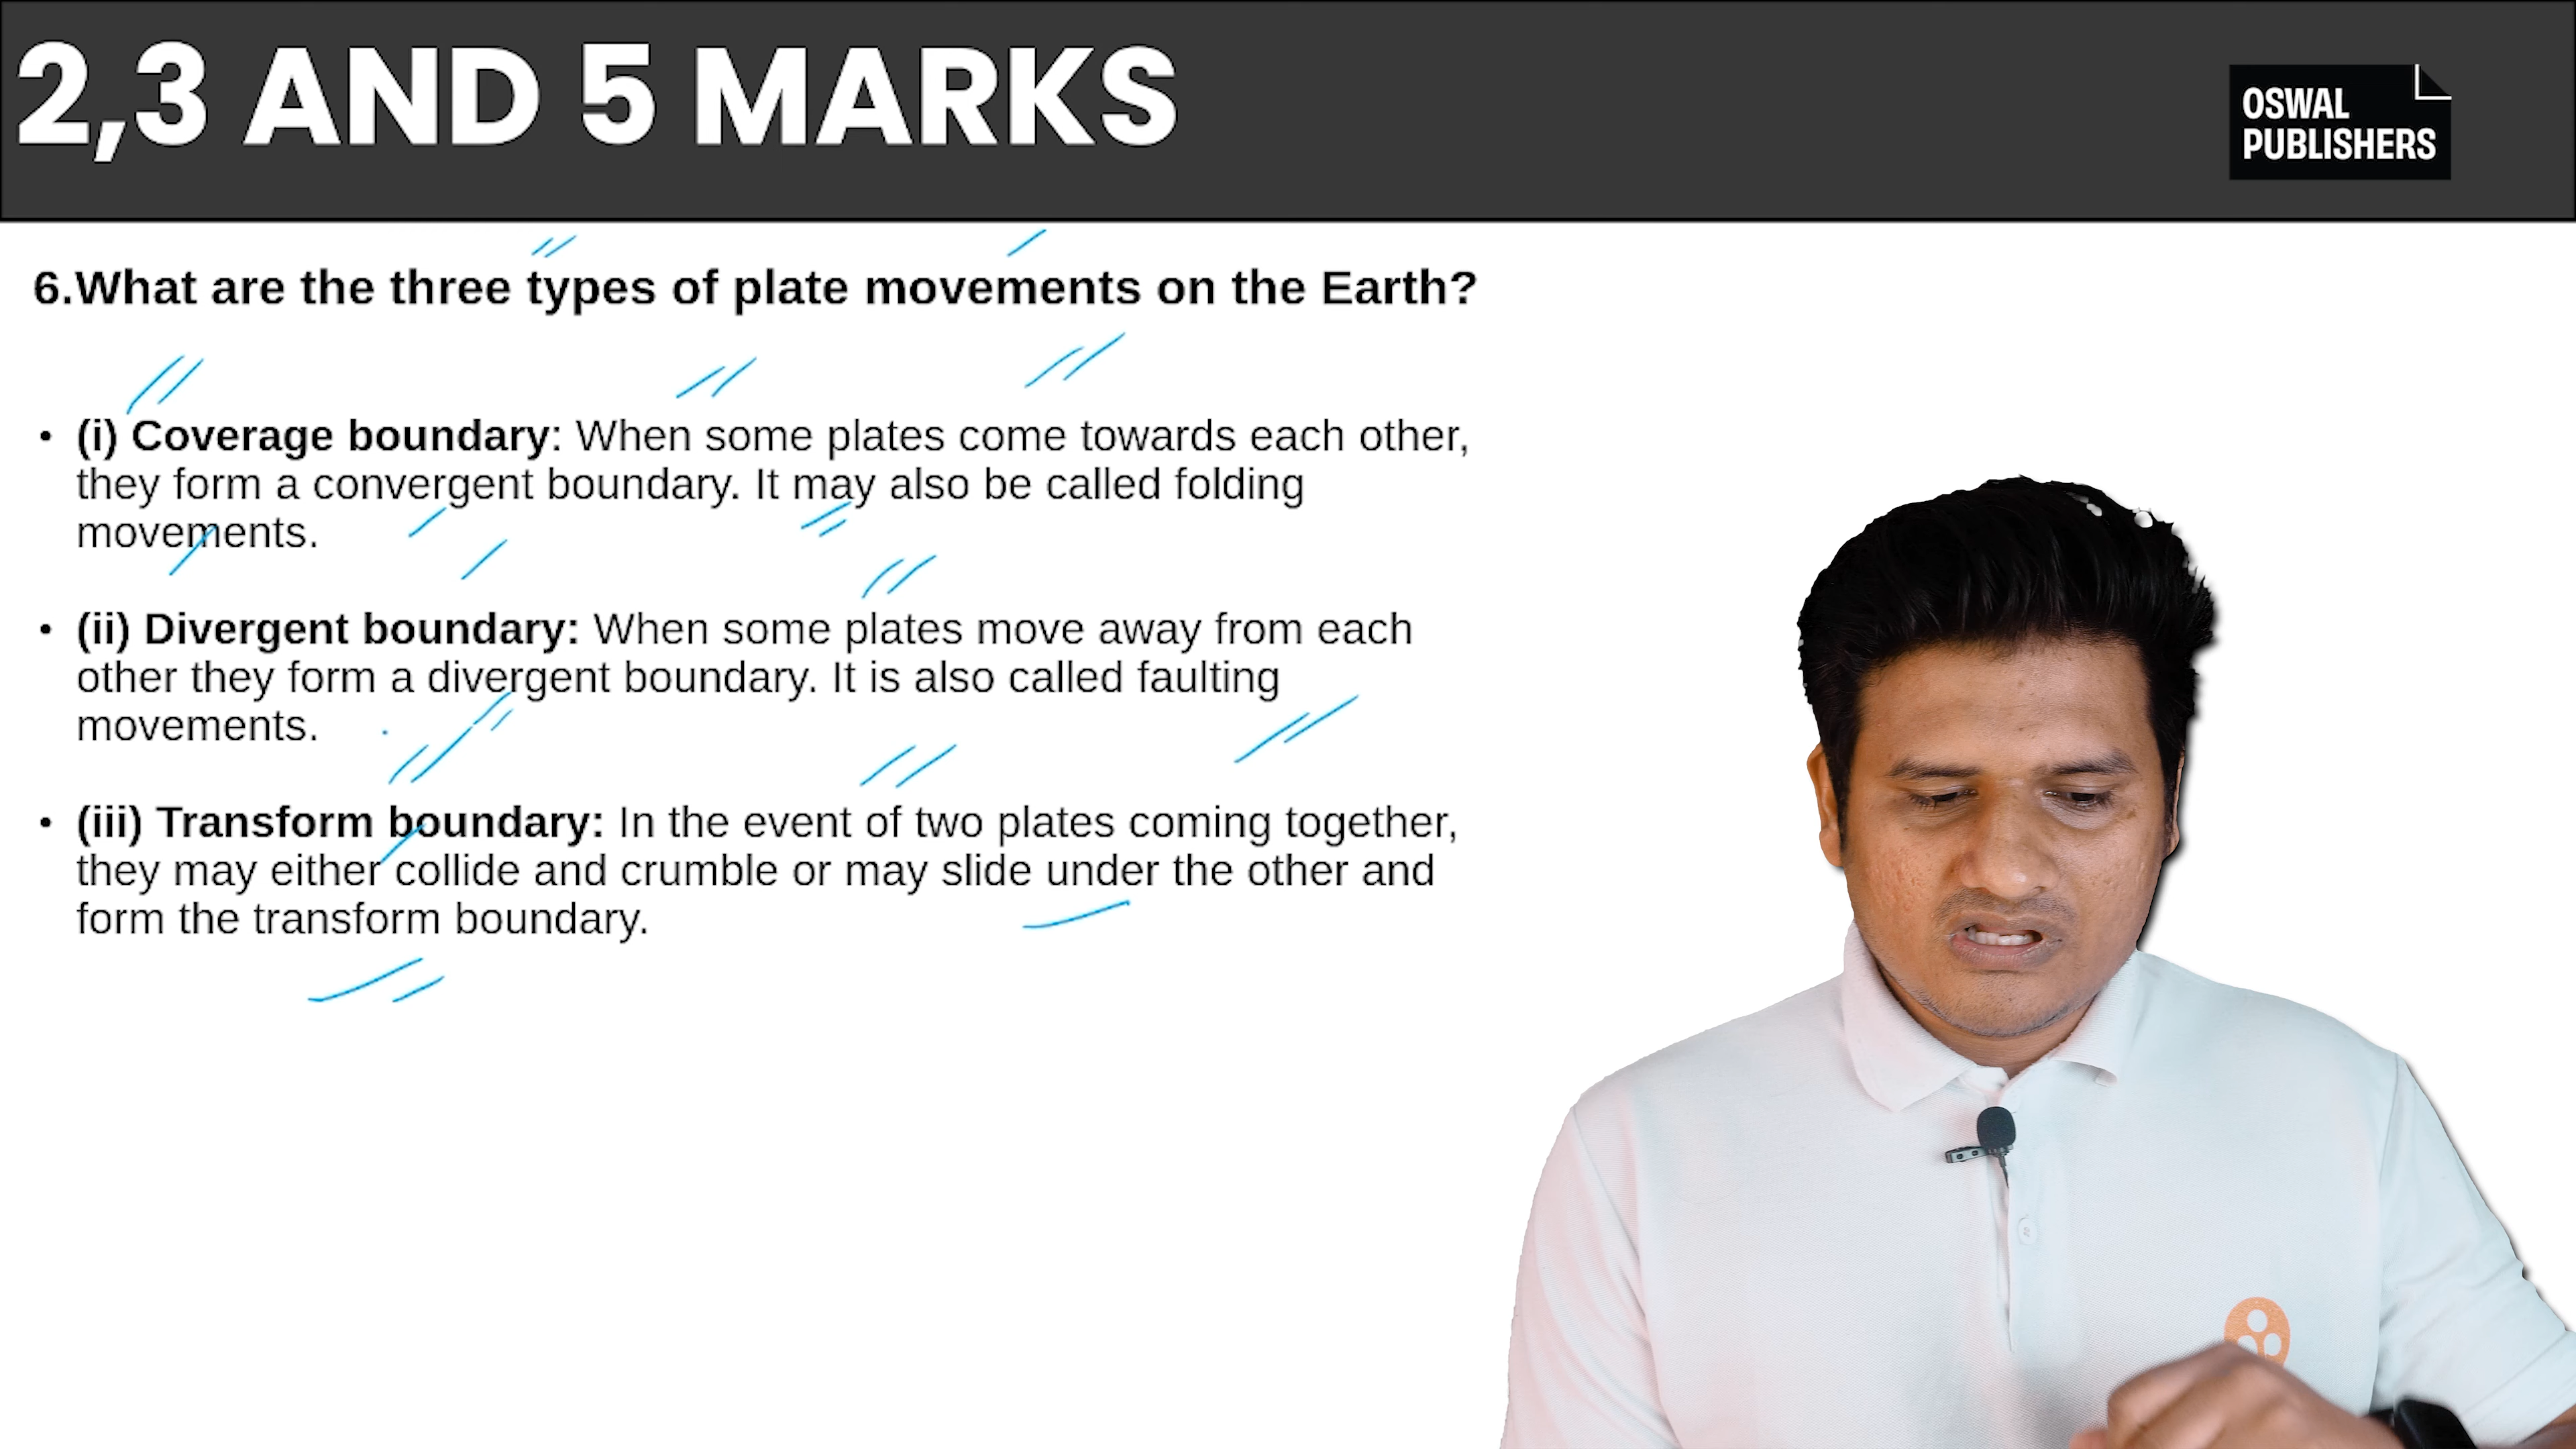 2,3 AND 5 MARKS
OSWAL
PUBLISHERS
6.What are the three types of plate movements on the Earth?
• (i) Coverage boundary: When some plates come towards each other,
they form a convergent boundary. It may also be called folding
movements.
• (ii) Divergent boundary: When some plates move away from each
other they form a divergent boundary. It is also called faulting
movements.
• (iii) Transform boundary: In the event of two plates coming together,
they may either collide and crumble or may slide under the other and
form the transform boundary.